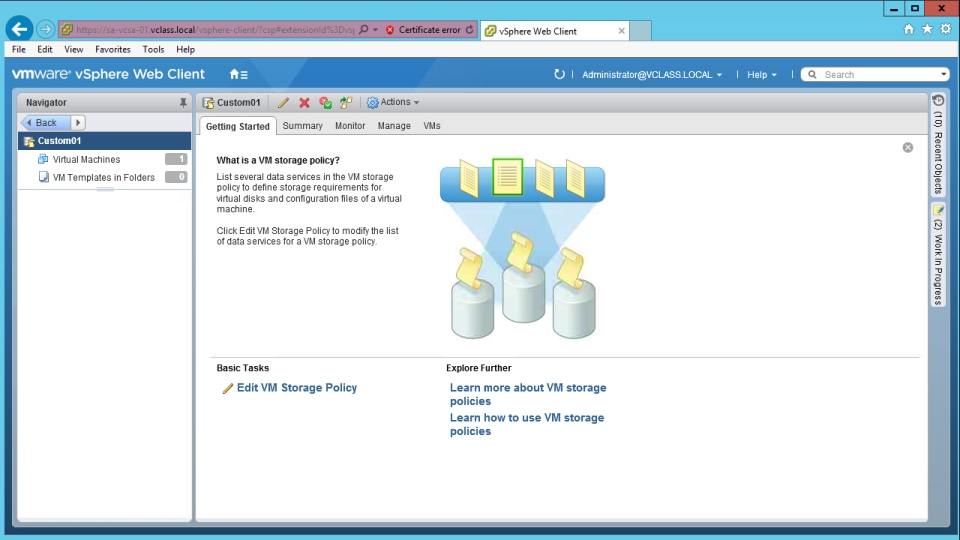 https://sa-vcsa-01.vclass.local/vsphere-client/?csp#extensionId%3Dvsp
Certificate error
vSphere Web Client
File Edit View Favorites Tools Help
vmware® vSphere Web Client
Administrator@VCLASS.LOCAL
Help
Search
Navigator
Back
Custom01
Virtual Machines 1
VM Templates in Folders 0
Custom01
Actions
Getting Started Summary Monitor Manage VMs
What is a VM storage policy?
List several data services in the VM storage
policy to define storage requirements for
virtual disks and configuration files of a virtual
machine.
Click Edit VM Storage Policy to modify the list
of data services for a VM storage policy.
Basic Tasks
Edit VM Storage Policy
Explore Further
Learn more about VM storage
policies
Learn how to use VM storage
policies
(10) Recent Objects
(2) Work In Progress